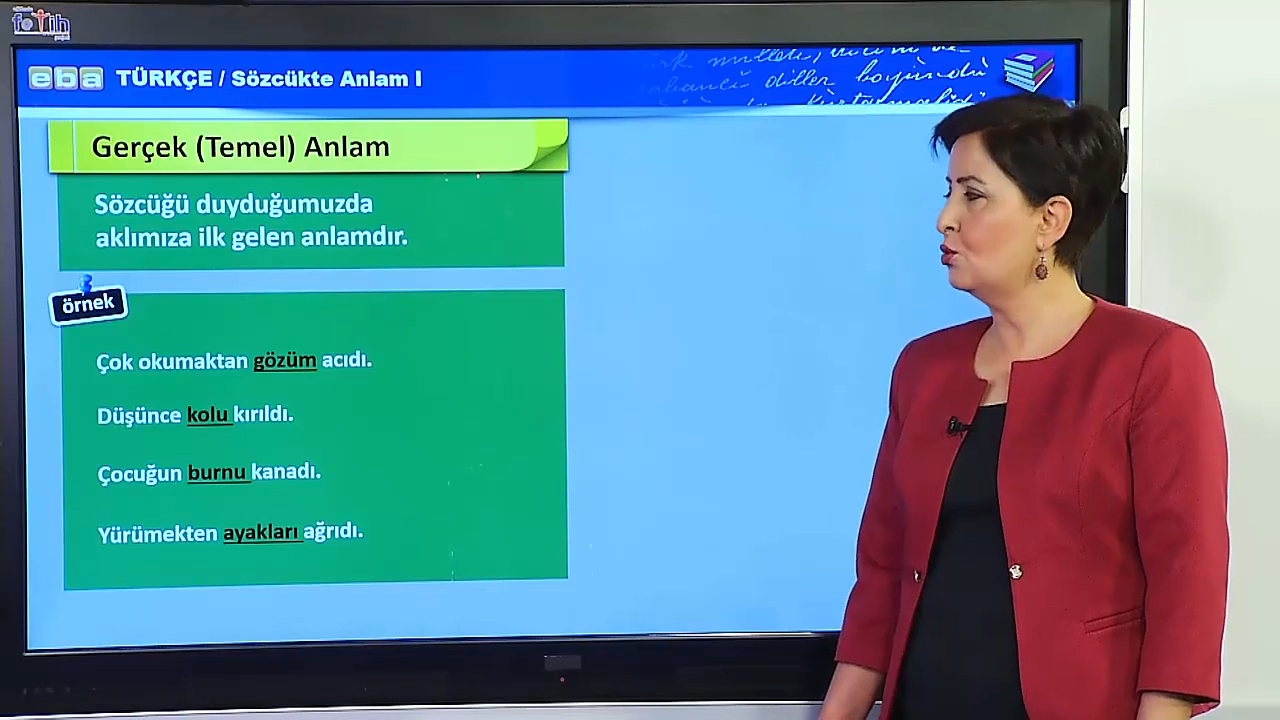 fatih
eba TÜRKÇE / Sözcükte Anlam I
Gerçek (Temel) Anlam
Sözcüğü duyduğumuzda
aklımıza ilk gelen anlamdır.
örnek
Çok okumaktan gözüm acıdı.
Düşünce kolu kırıldı.
Çocuğun burnu kanadı.
Yürümekten ayakları ağrıdı.